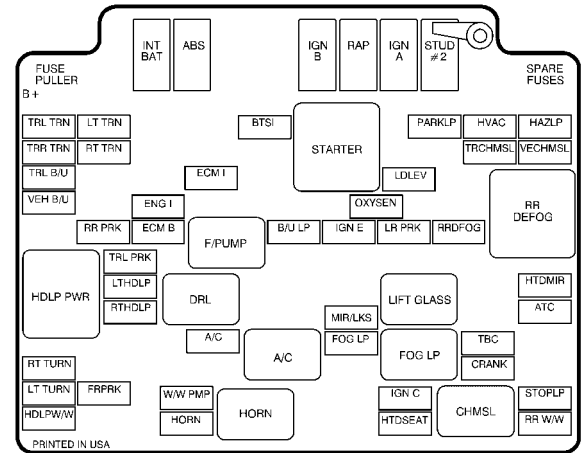 INT
BAT
ABS
IGN
B
RAP
IGN
A
STUD
#2
FUSE
PULLER
B+
SPARE
FUSES
TRL TRN
LT TRN
BTSI
STARTER
PARKLP
HVAC
HAZLP
TRR TRN
RT TRN
TRCHMSL
VECHMSL
TRL B/U
ECM I
LDLEV
VEH B/U
ENG I
OXYSEN
RR
DEFOG
RR PRK
ECM B
F/PUMP
B/U LP
IGN E
LR PRK
RRDFOG
TRL PRK
HDLP PWR
LTHDLP
DRL
LIFT GLASS
HTDMIR
RTHDLP
MIR/LKS
ATC
A/C
A/C
FOG LP
FOG LP
TBC
CRANK
RT TURN
LT TURN
FRPRK
W/W PMP
HORN
IGN C
CHMSL
STOPLP
HDLPW/W
HORN
HTDSEAT
RR W/W
PRINTED IN USA